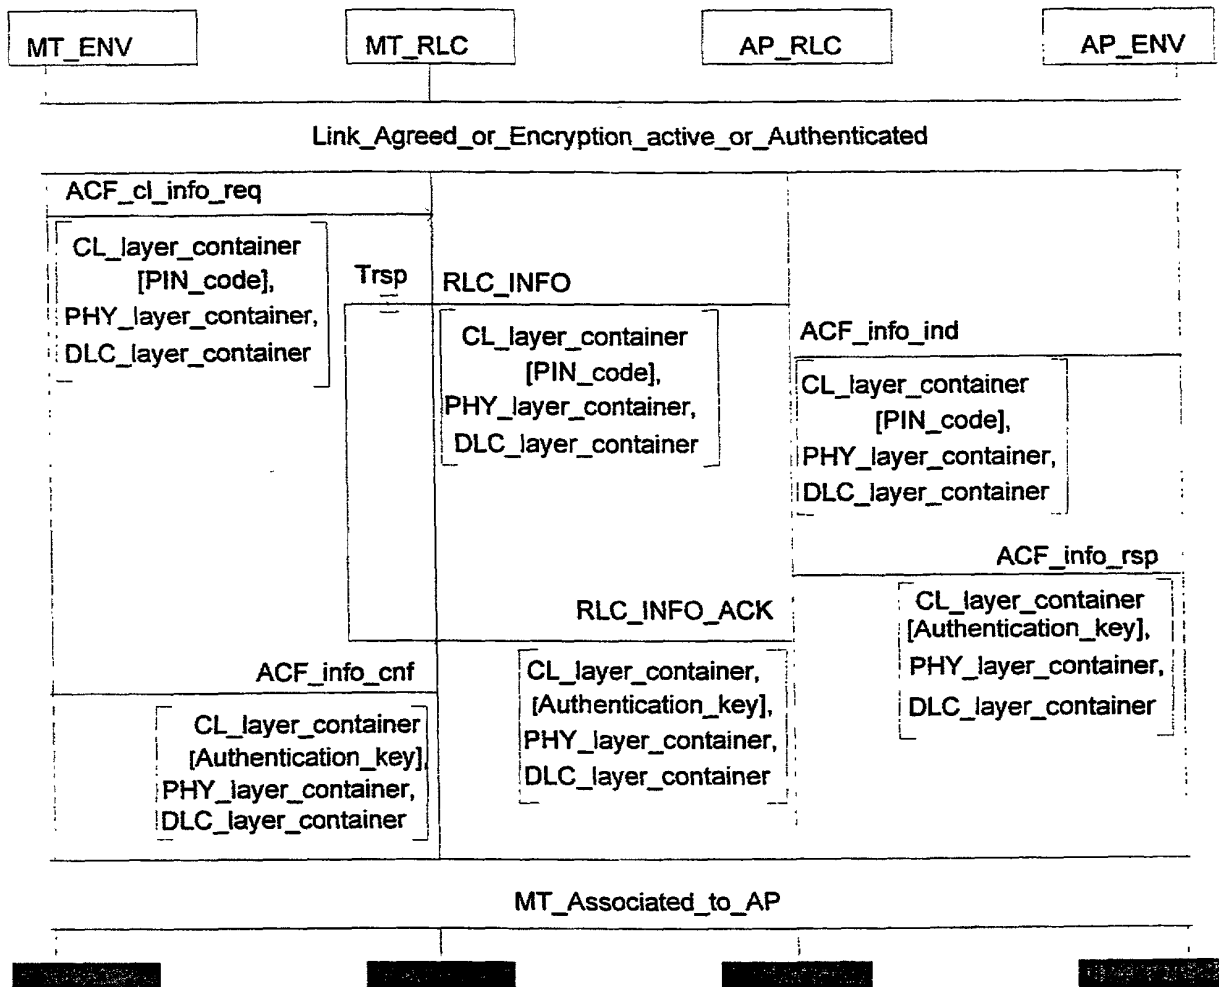 MT_ENV
MT_RLC
AP_RLC
AP_ENV
Link_Agreed_or_Encryption_active_or_Authenticated
ACF_cl_info_req
CL_layer_container
[PIN_code],
PHY_layer_container,
DLC_layer_container
Trsp
RLC_INFO
CL_layer_container
[PIN_code],
PHY_layer_container,
DLC_layer_container
ACF_info_ind
CL_layer_container
[PIN_code],
PHY_layer_container,
DLC_layer_container
ACF_info_rsp
CL_layer_container
[Authentication_key],
PHY_layer_container,
DLC_layer_container
RLC_INFO_ACK
CL_layer_container,
[Authentication_key],
PHY_layer_container,
DLC_layer_container
ACF_info_cnf
CL_layer_container
[Authentication_key],
PHY_layer_container,
DLC_layer_container
MT_Associated_to_AP